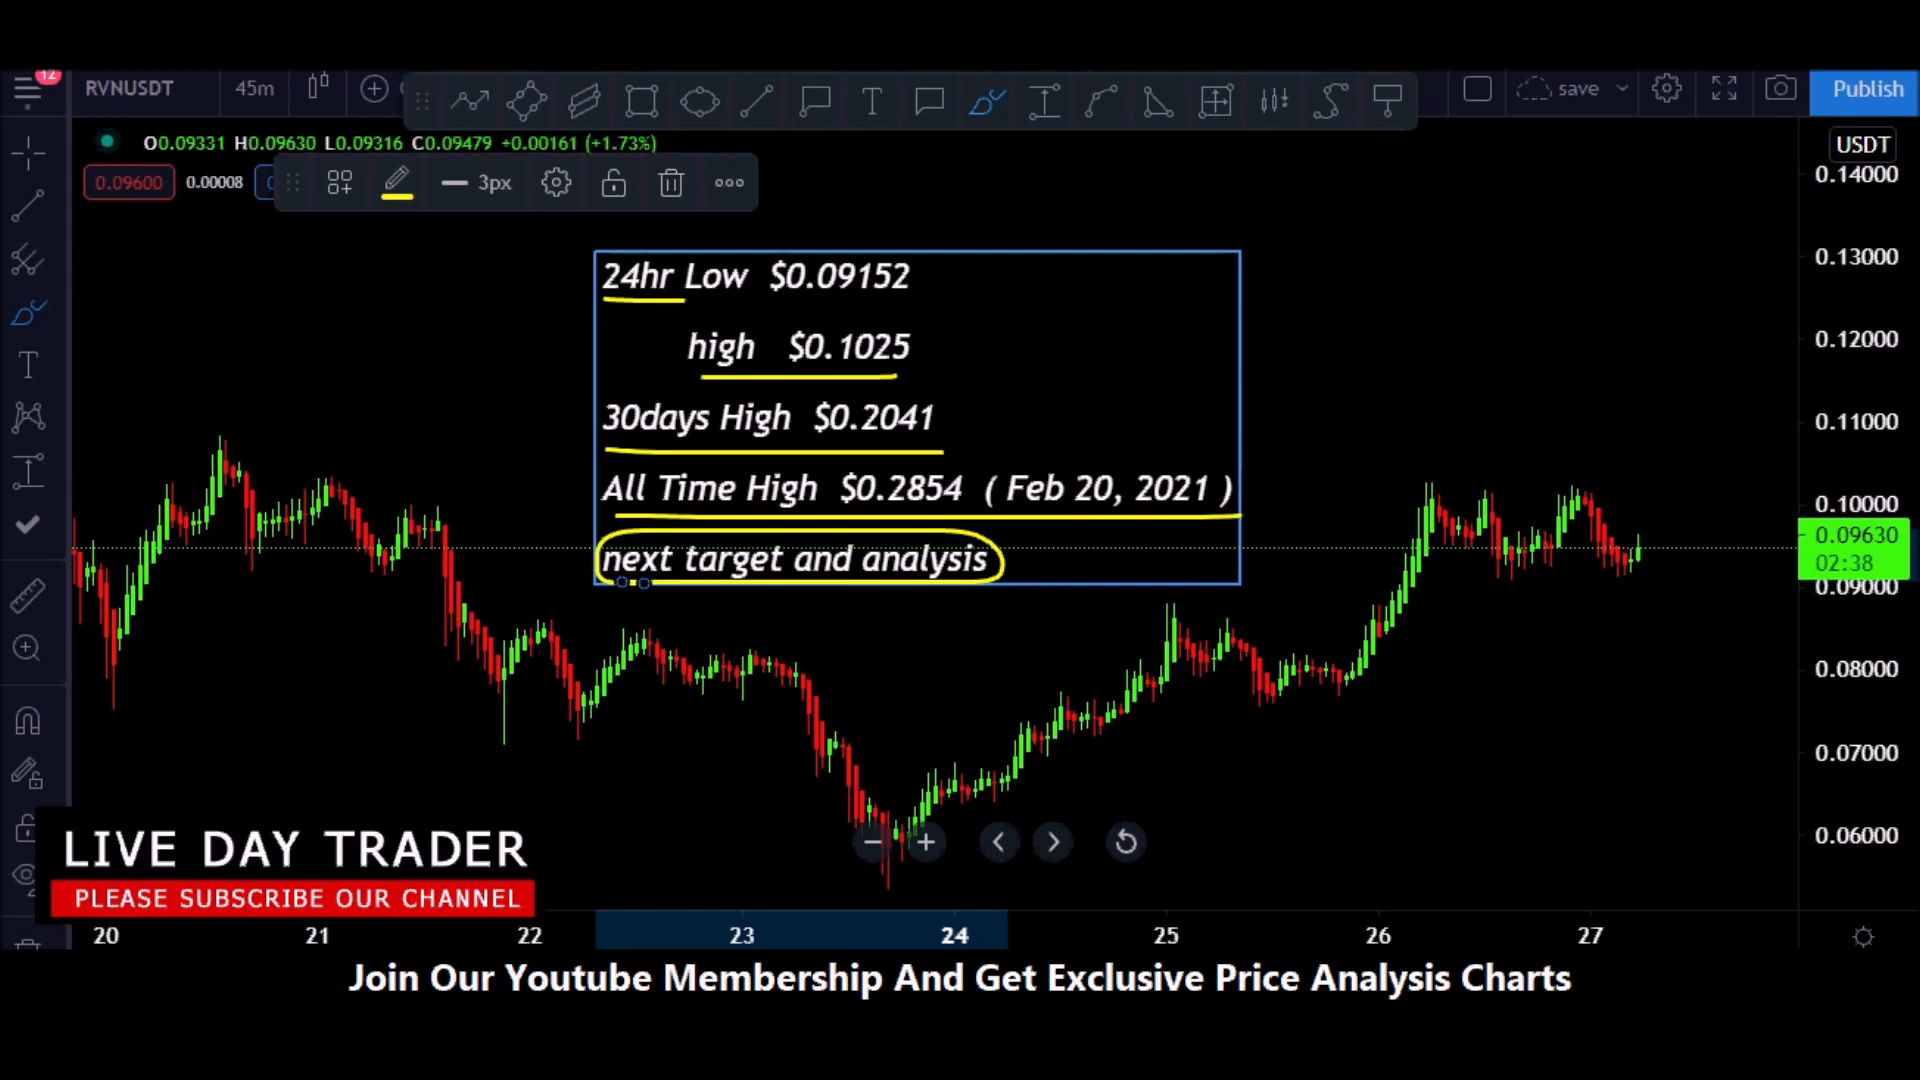 12
RVNUSDT 45m save Publish
O0.09331 H0.09630 L0.09316 C0.09479 +0.00161 (+1.73%)
USDT
0.09600 0.00008 3px
0.14000
0.13000
24hr Low $0.09152
high $0.1025
0.12000
30days High $0.2041
0.11000
All Time High $0.2854 ( Feb 20, 2021 )
0.10000
0.09630
next target and analysis
02:38
0.09000
0.08000
0.07000
0.06000
LIVE DAY TRADER
PLEASE SUBSCRIBE OUR CHANNEL
20 21 22 23 24 25 26 27
Join Our Youtube Membership And Get Exclusive Price Analysis Charts